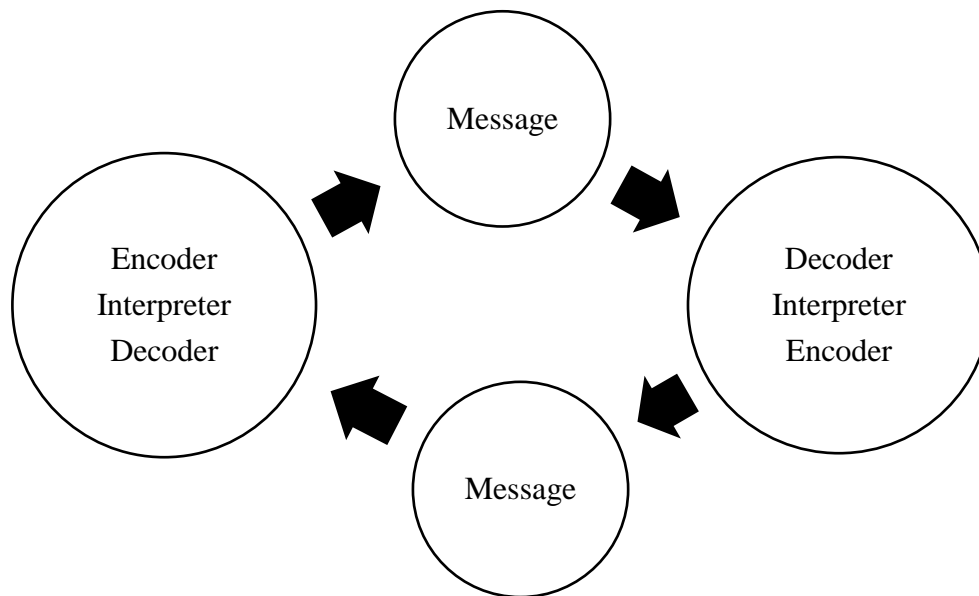 Message
Encoder
Interpreter
Decoder
Decoder
Interpreter
Encoder
Message